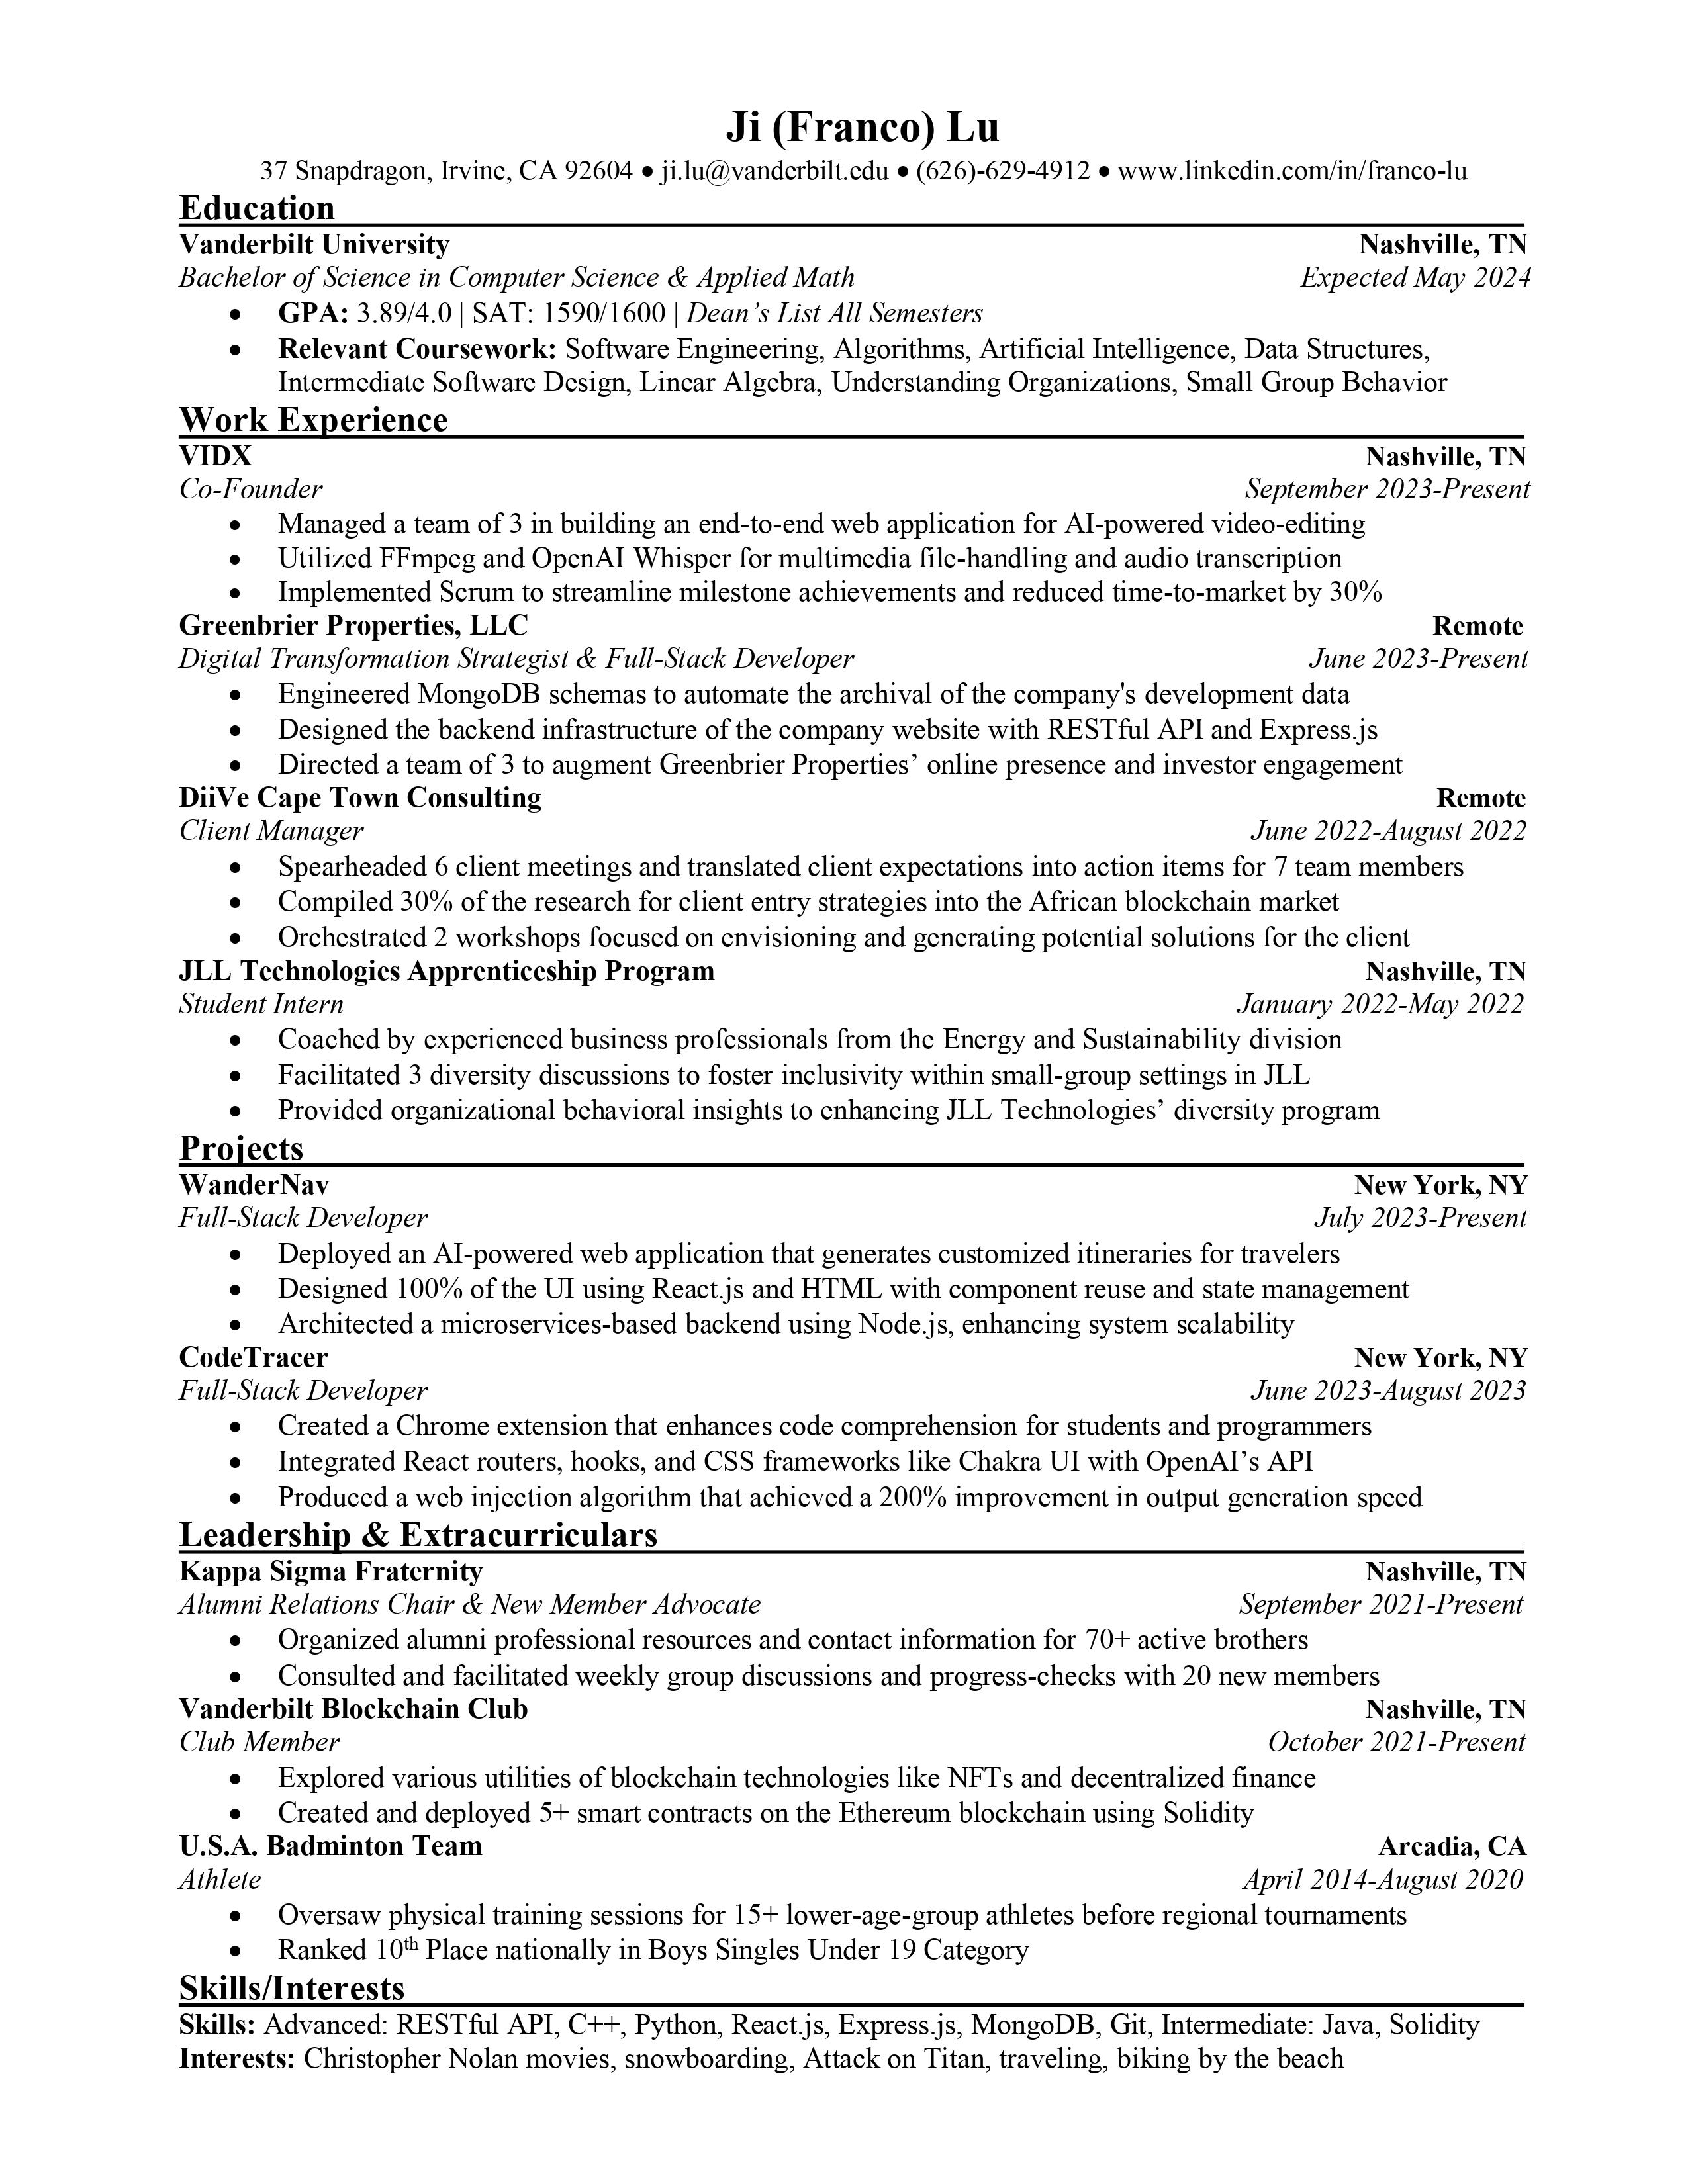 Ji (Franco) Lu
37 Snapdragon, Irvine, CA 92604 ● ji.lu@vanderbilt.edu ● (626)-629-4912 ● www.linkedin.com/in/franco-lu
Education
Vanderbilt University Nashville, TN
Bachelor of Science in Computer Science & Applied Math Expected May 2024
● GPA: 3.89/4.0 | SAT: 1590/1600 | Dean’s List All Semesters
● Relevant Coursework: Software Engineering, Algorithms, Artificial Intelligence, Data Structures,
Intermediate Software Design, Linear Algebra, Understanding Organizations, Small Group Behavior
Work Experience
VIDX Nashville, TN
Co-Founder September 2023-Present
● Managed a team of 3 in building an end-to-end web application for AI-powered video-editing
● Utilized FFmpeg and OpenAI Whisper for multimedia file-handling and audio transcription
● Implemented Scrum to streamline milestone achievements and reduced time-to-market by 30%
Greenbrier Properties, LLC Remote
Digital Transformation Strategist & Full-Stack Developer June 2023-Present
● Engineered MongoDB schemas to automate the archival of the company's development data
● Designed the backend infrastructure of the company website with RESTful API and Express.js
● Directed a team of 3 to augment Greenbrier Properties’ online presence and investor engagement
DiiVe Cape Town Consulting Remote
Client Manager June 2022-August 2022
● Spearheaded 6 client meetings and translated client expectations into action items for 7 team members
● Compiled 30% of the research for client entry strategies into the African blockchain market
● Orchestrated 2 workshops focused on envisioning and generating potential solutions for the client
JLL Technologies Apprenticeship Program Nashville, TN
Student Intern January 2022-May 2022
● Coached by experienced business professionals from the Energy and Sustainability division
● Facilitated 3 diversity discussions to foster inclusivity within small-group settings in JLL
● Provided organizational behavioral insights to enhancing JLL Technologies’ diversity program
Projects
WanderNav New York, NY
Full-Stack Developer July 2023-Present
● Deployed an AI-powered web application that generates customized itineraries for travelers
● Designed 100% of the UI using React.js and HTML with component reuse and state management
● Architected a microservices-based backend using Node.js, enhancing system scalability
CodeTracer New York, NY
Full-Stack Developer June 2023-August 2023
● Created a Chrome extension that enhances code comprehension for students and programmers
● Integrated React routers, hooks, and CSS frameworks like Chakra UI with OpenAI’s API
● Produced a web injection algorithm that achieved a 200% improvement in output generation speed
Leadership & Extracurriculars
Kappa Sigma Fraternity Nashville, TN
Alumni Relations Chair & New Member Advocate September 2021-Present
● Organized alumni professional resources and contact information for 70+ active brothers
● Consulted and facilitated weekly group discussions and progress-checks with 20 new members
Vanderbilt Blockchain Club Nashville, TN
Club Member October 2021-Present
● Explored various utilities of blockchain technologies like NFTs and decentralized finance
● Created and deployed 5+ smart contracts on the Ethereum blockchain using Solidity
U.S.A. Badminton Team Arcadia, CA
Athlete April 2014-August 2020
● Oversaw physical training sessions for 15+ lower-age-group athletes before regional tournaments
● Ranked 10th Place nationally in Boys Singles Under 19 Category
Skills/Interests
Skills: Advanced: RESTful API, C++, Python, React.js, Express.js, MongoDB, Git, Intermediate: Java, Solidity
Interests: Christopher Nolan movies, snowboarding, Attack on Titan, traveling, biking by the beach